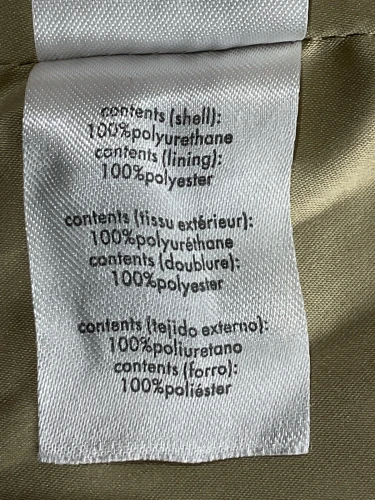 contents (shell):
100%polyurethane
contents (lining):
100%polyester
contents (tissu extérieur):
100%polyuréthane
contents (doublure):
100%polyester
contents (tejido externo):
100%poliuretano
contents (forro):
100%poliéster